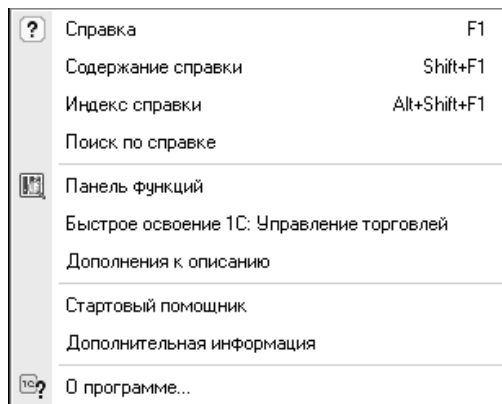 Справка F1
Содержание справки Shift+F1
Индекс справки Alt+Shift+F1
Поиск по справке
Панель функций
Быстрое освоение 1С: Управление торговлей
Дополнения к описанию
Стартовый помощник
Дополнительная информация
О программе...